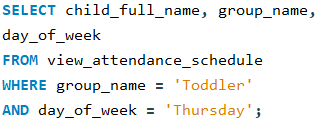 SELECT child_full_name, group_name,
day_of_week
FROM view_attendance_schedule
WHERE group_name = 'Toddler'
AND day_of_week = 'Thursday';